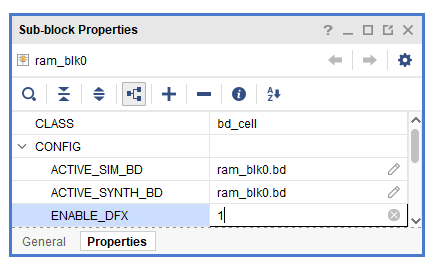 Sub-block Properties
ram_blk0
CLASS bd_cell
CONFIG
ACTIVE_SIM_BD ram_blk0.bd
ACTIVE_SYNTH_BD ram_blk0.bd
ENABLE_DFX 1
General Properties